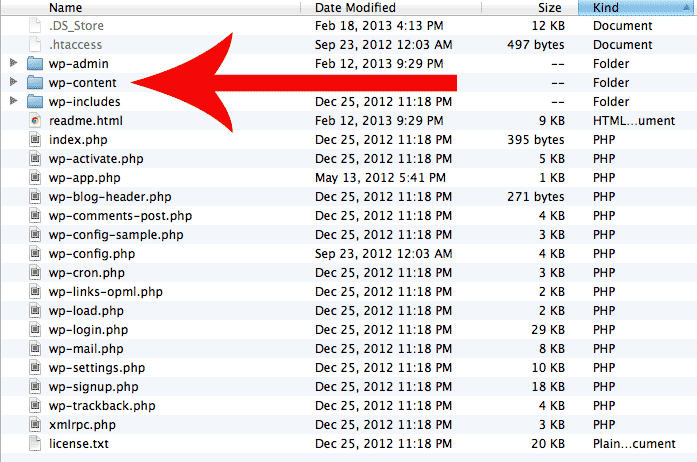 Name Date Modified Size Kind
.DS_Store Feb 18, 2013 4:13 PM 12 KB Document
.htaccess Sep 23, 2012 12:03 AM 497 bytes Document
wp-admin Feb 12, 2013 9:29 PM -- Folder
wp-content -- Folder
wp-includes Dec 25, 2012 11:18 PM -- Folder
readme.html Feb 12, 2013 9:29 PM 9 KB HTML...ument
index.php Dec 25, 2012 11:18 PM 395 bytes PHP
wp-activate.php Dec 25, 2012 11:18 PM 5 KB PHP
wp-app.php May 13, 2012 5:41 PM 1 KB PHP
wp-blog-header.php Dec 25, 2012 11:18 PM 271 bytes PHP
wp-comments-post.php Dec 25, 2012 11:18 PM 4 KB PHP
wp-config-sample.php Dec 25, 2012 11:18 PM 3 KB PHP
wp-config.php Sep 23, 2012 12:03 AM 4 KB PHP
wp-cron.php Dec 25, 2012 11:18 PM 3 KB PHP
wp-links-opml.php Dec 25, 2012 11:18 PM 2 KB PHP
wp-load.php Dec 25, 2012 11:18 PM 2 KB PHP
wp-login.php Dec 25, 2012 11:18 PM 29 KB PHP
wp-mail.php Dec 25, 2012 11:18 PM 8 KB PHP
wp-settings.php Dec 25, 2012 11:18 PM 10 KB PHP
wp-signup.php Dec 25, 2012 11:18 PM 18 KB PHP
wp-trackback.php Dec 25, 2012 11:18 PM 4 KB PHP
xmlrpc.php Dec 25, 2012 11:18 PM 3 KB PHP
license.txt Dec 25, 2012 11:18 PM 20 KB Plain...cument